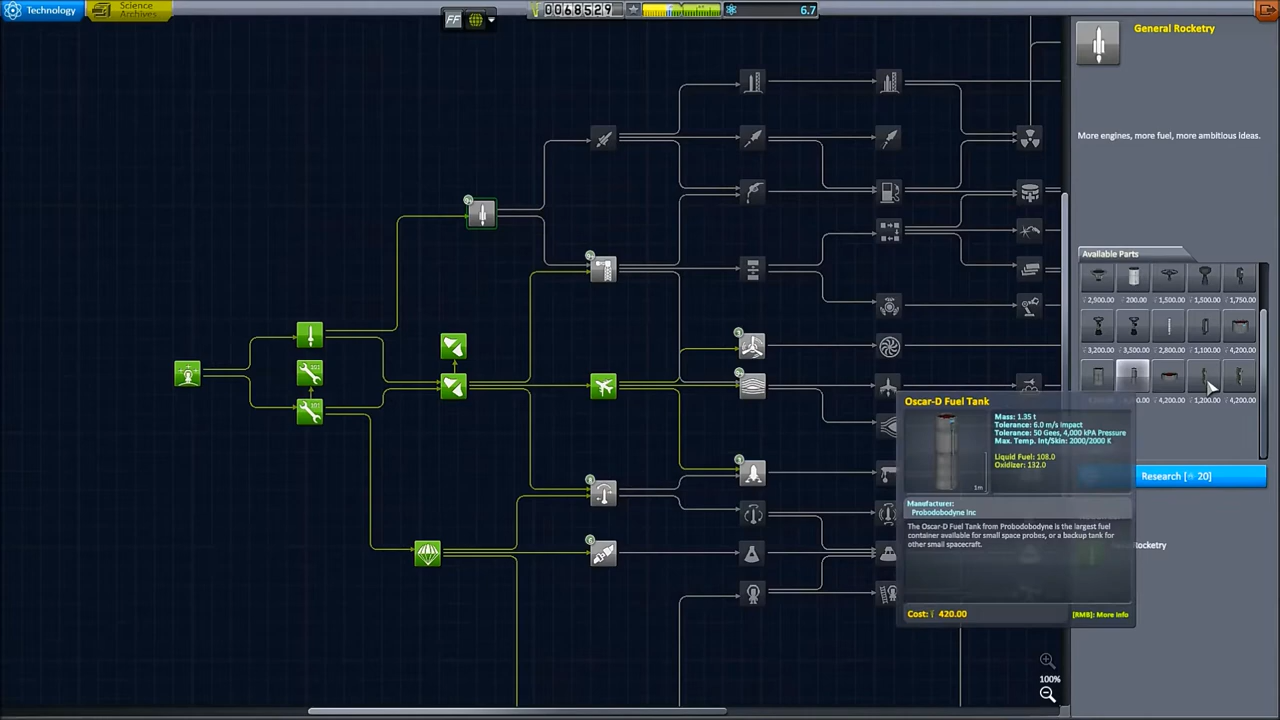 Technology
Science
Archives
FF
0068529
6.7
General Rocketry
More engines, more fuel, more ambitious ideas.
Available Parts
2,900.00 200.00 1,500.00 1,500.00 1,750.00
3,200.00 3,500.00 2,800.00 1,100.00 4,200.00
4,200.00 1,200.00 4,200.00
Research [20]
Oscar-D Fuel Tank
Mass: 1.35 t
Tolerance: 6.0 m/s Impact
Tolerance: 50 Gees, 4,000 kPa Pressure
Max. Temp. Int/Skin: 2000/2000 K
Liquid Fuel: 108.0
Oxidizer: 132.0
1m
Manufacturer:
Probodobodyne Inc
The Oscar-D Fuel Tank from Probodobodyne is the largest fuel
container available for small space probes, or a backup tank for
other small spacecraft.
Cost: 420.00
[RMB]: More Info
Rocketry
100%